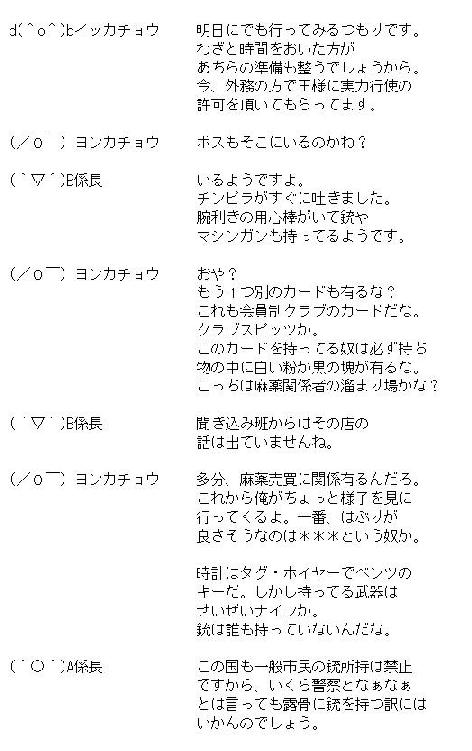 d(^o^)bイッカチョウ 明日にでも行ってみるつもりです。
わざと時間をおいた方が
あちらの準備も整うでしょうから。
今、外務の方で王様に実力行使の
許可を頂いてもらってます。
(／o￣) ヨンカチョウ ボスもそこにいるのかね？
(｀▽´)B係長 いるようですよ。
チンピラがすぐに吐きました。
腕利きの用心棒がいて銃や
マシンガンも持ってるようです。
(／o￣) ヨンカチョウ おや？
もう１つ別のカードも有るな？
これも会員制クラブのカードだな。
クラブスピッツか。
このカードを持ってる奴は必ず持ち
物の中に白い粉か黒の塊が有るな。
こっちは麻薬関係者の溜まり場かな？
(｀▽´)B係長 聞き込み班からはその店の
話は出ていませんね。
(／o￣) ヨンカチョウ 多分、麻薬売買に関係有るんだろ。
これから俺がちょっと様子を見に
行ってくるよ。一番、はぶりが
良さそうなのは＊＊＊という奴か。
時計はタグ・ホイヤーでベンツの
キーだ。しかし持ってる武器は
せいぜいナイフか。
銃は誰も持っていないんだな。
(｀○´)A係長 この国も一般市民の銃所持は禁止
ですから、いくら警察となぁなぁ
とは言っても露骨に銃を持つ訳には
いかんのでしょう。